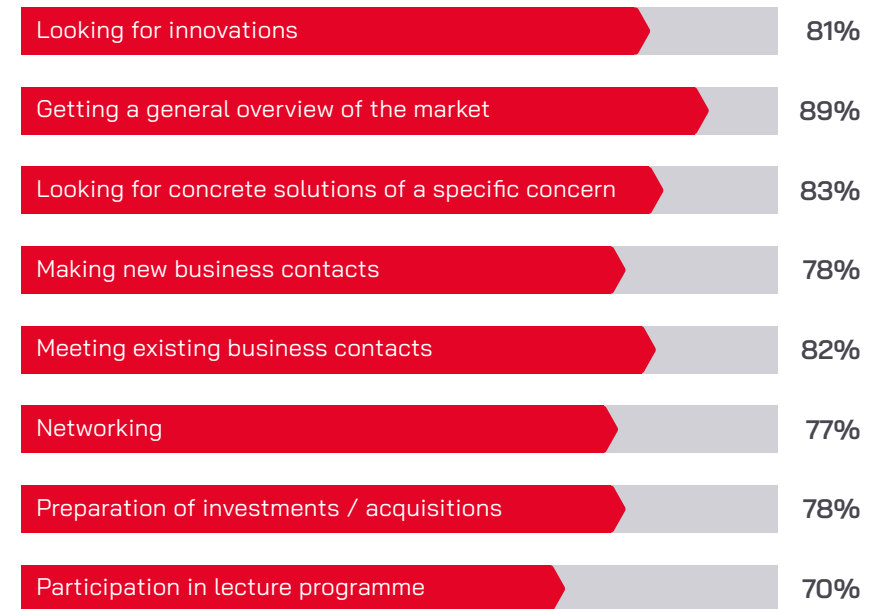 Looking for innovations 81%
Getting a general overview of the market 89%
Looking for concrete solutions of a specific concern 83%
Making new business contacts 78%
Meeting existing business contacts 82%
Networking 77%
Preparation of investments / acquisitions 78%
Participation in lecture programme 70%